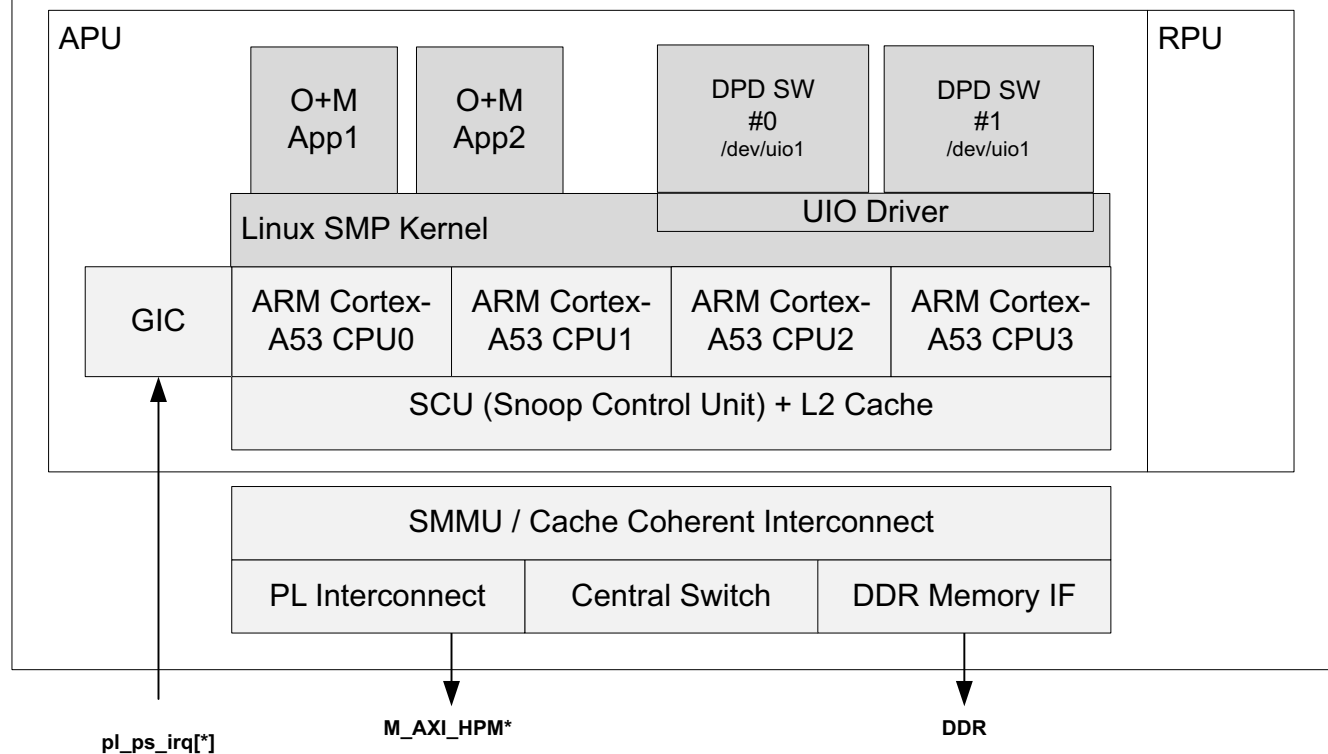 APU
RPU
O+M
App1
O+M
App2
DPD SW
#0
/dev/uio1
DPD SW
#1
/dev/uio1
UIO Driver
Linux SMP Kernel
GIC
ARM Cortex-
A53 CPU0
ARM Cortex-
A53 CPU1
ARM Cortex-
A53 CPU2
ARM Cortex-
A53 CPU3
SCU (Snoop Control Unit) + L2 Cache
SMMU / Cache Coherent Interconnect
PL Interconnect
Central Switch
DDR Memory IF
pl_ps_irq[*]
M_AXI_HPM*
DDR